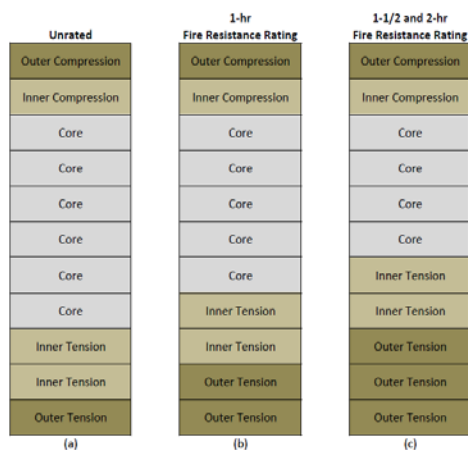 Unrated
Outer Compression
Inner Compression
Core
Core
Core
Core
Core
Core
Inner Tension
Inner Tension
Outer Tension
(a)
1-hr
Fire Resistance Rating
Outer Compression
Inner Compression
Core
Core
Core
Core
Core
Inner Tension
Inner Tension
Outer Tension
Outer Tension
(b)
1-1/2 and 2-hr
Fire Resistance Rating
Outer Compression
Inner Compression
Core
Core
Core
Core
Inner Tension
Inner Tension
Outer Tension
Outer Tension
Outer Tension
(c)